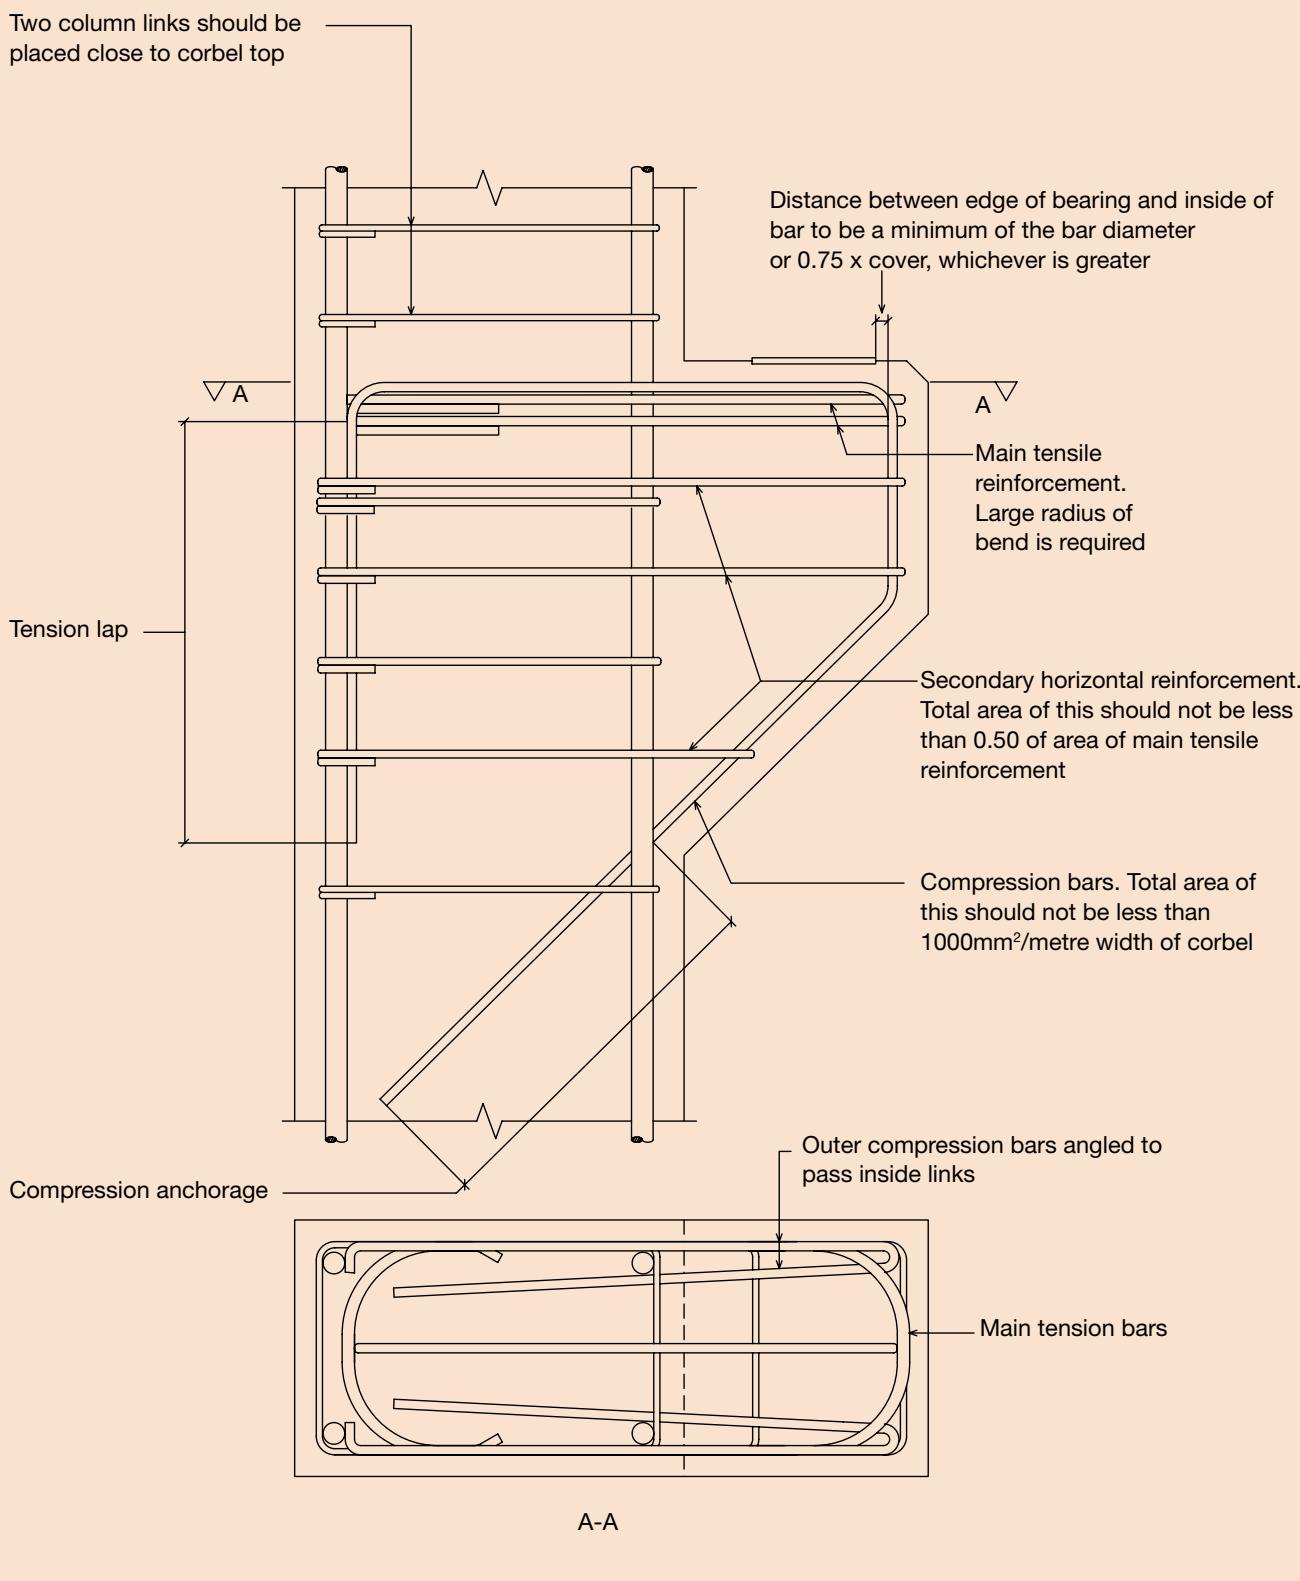 Two column links should be
placed close to corbel top
Distance between edge of bearing and inside of
bar to be a minimum of the bar diameter
or 0.75 x cover, whichever is greater
A
A
Main tensile
reinforcement.
Large radius of
bend is required
Tension lap
Secondary horizontal reinforcement.
Total area of this should not be less
than 0.50 of area of main tensile
reinforcement
Compression bars. Total area of
this should not be less than
1000mm²/metre width of corbel
Outer compression bars angled to
pass inside links
Compression anchorage
Main tension bars
A-A